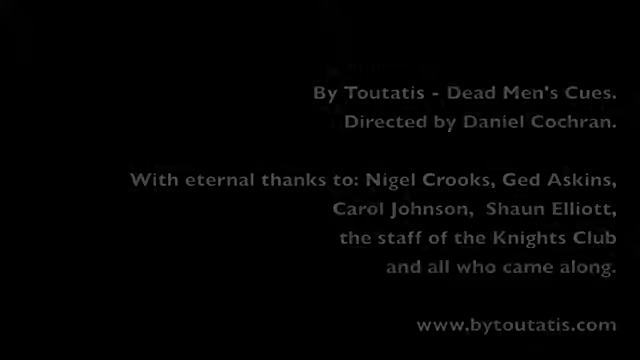 By Toutatis - Dead Men's Cues.
Directed by Daniel Cochran.
With eternal thanks to: Nigel Crooks, Ged Askins,
Carol Johnson, Shaun Elliott,
the staff of the Knights Club
and all who came along.
www.bytoutatis.com